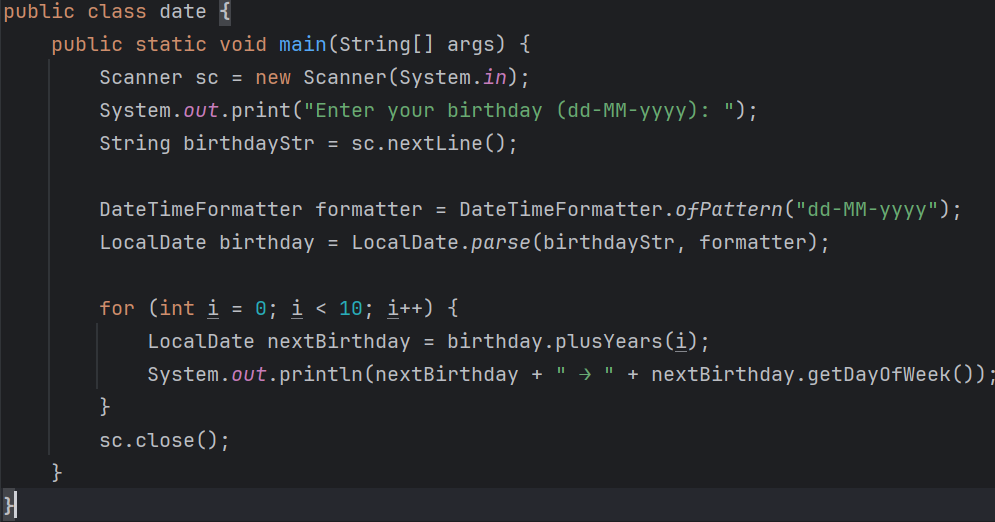 public class date {
    public static void main(String[] args) {
        Scanner sc = new Scanner(System.in);
        System.out.print("Enter your birthday (dd-MM-yyyy): ");
        String birthdayStr = sc.nextLine();

        DateTimeFormatter formatter = DateTimeFormatter.ofPattern("dd-MM-yyyy");
        LocalDate birthday = LocalDate.parse(birthdayStr, formatter);

        for (int i = 0; i < 10; i++) {
            LocalDate nextBirthday = birthday.plusYears(i);
            System.out.println(nextBirthday + " → " + nextBirthday.getDayOfWeek());
        }
        sc.close();
    }
}